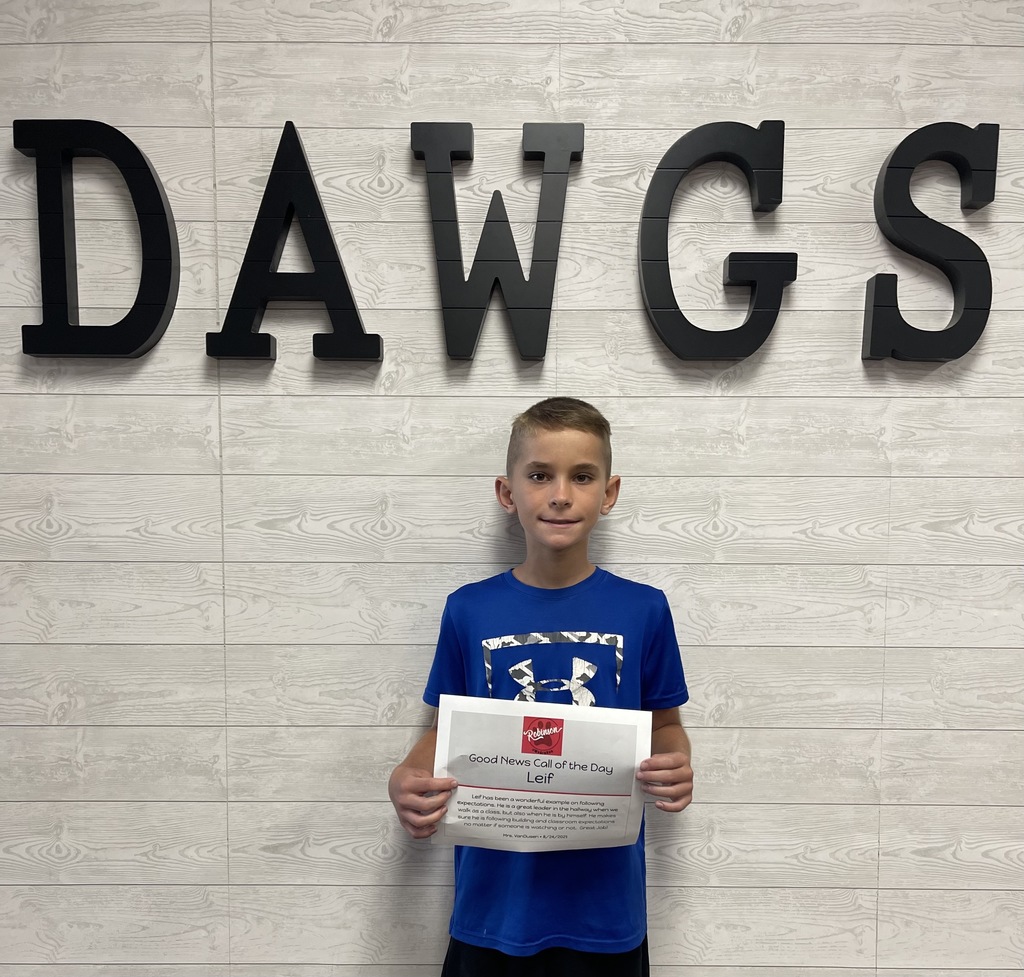 DAWGS
Robinson
Good News Call of the Day
Leif
Leif has been a wonderful example on following
expectations. He is a great leader in the hallway when we
walk as a class, but also when he is by himself. He makes
sure he is following building and classroom expectations
no matter if someone is watching or not. Great Job!
Mrs. VanDusen •